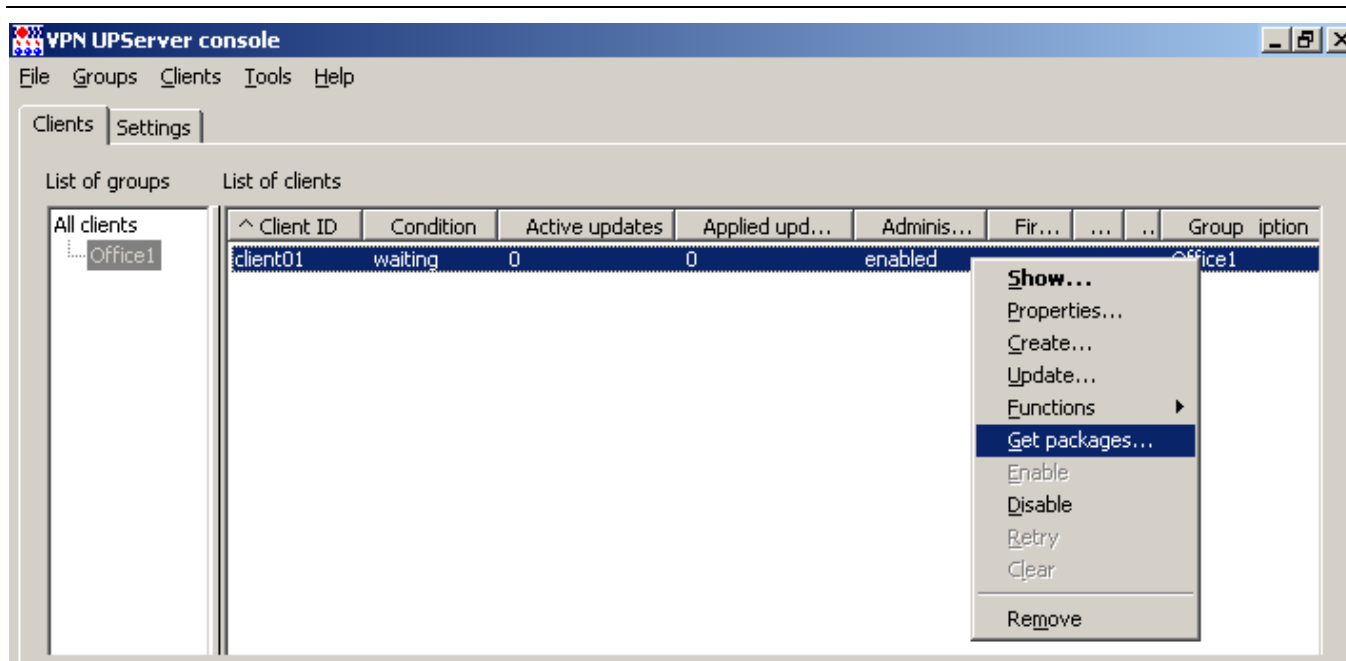 VPN UPServer console
File Groups Clients Tools Help
Clients Settings
List of groups List of clients
All clients
Office1
^ Client ID Condition Active updates Applied upd... Adminis... Fir... ... .. Group iption
client01 waiting 0 0 enabled Office1
Show...
Properties...
Create...
Update...
Functions
Get packages...
Enable
Disable
Retry
Clear
Remove